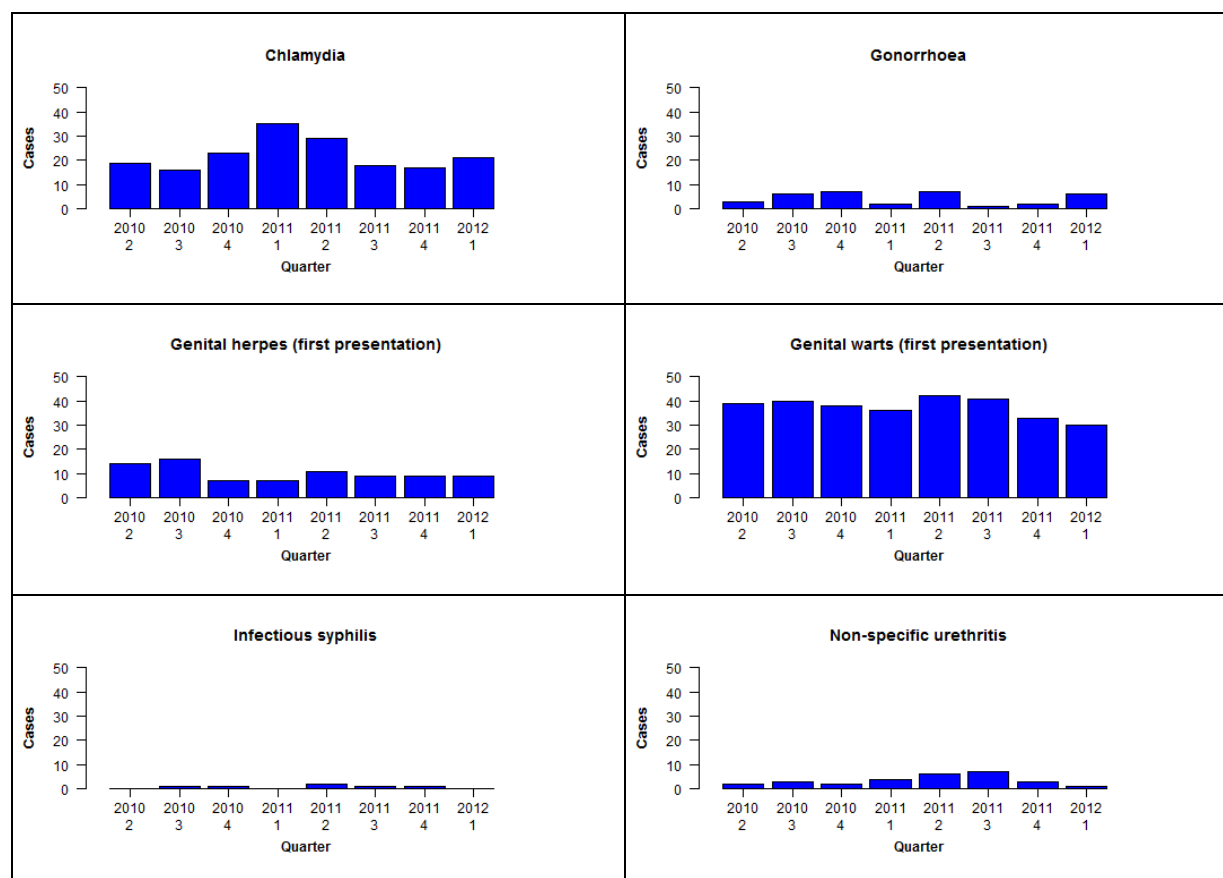 Chlamydia
50
40
30
20
10
0
Cases
2010 2010 2010 2011 2011 2011 2011 2012
2 3 4 1 2 3 4 1
Quarter
Gonorrhoea
50
40
30
20
10
0
Cases
2010 2010 2010 2011 2011 2011 2011 2012
2 3 4 1 2 3 4 1
Quarter
Genital herpes (first presentation)
50
40
30
20
10
0
Cases
2010 2010 2010 2011 2011 2011 2011 2012
2 3 4 1 2 3 4 1
Quarter
Genital warts (first presentation)
50
40
30
20
10
0
Cases
2010 2010 2010 2011 2011 2011 2011 2012
2 3 4 1 2 3 4 1
Quarter
Infectious syphilis
50
40
30
20
10
0
Cases
2010 2010 2010 2011 2011 2011 2011 2012
2 3 4 1 2 3 4 1
Quarter
Non-specific urethritis
50
40
30
20
10
0
Cases
2010 2010 2010 2011 2011 2011 2011 2012
2 3 4 1 2 3 4 1
Quarter